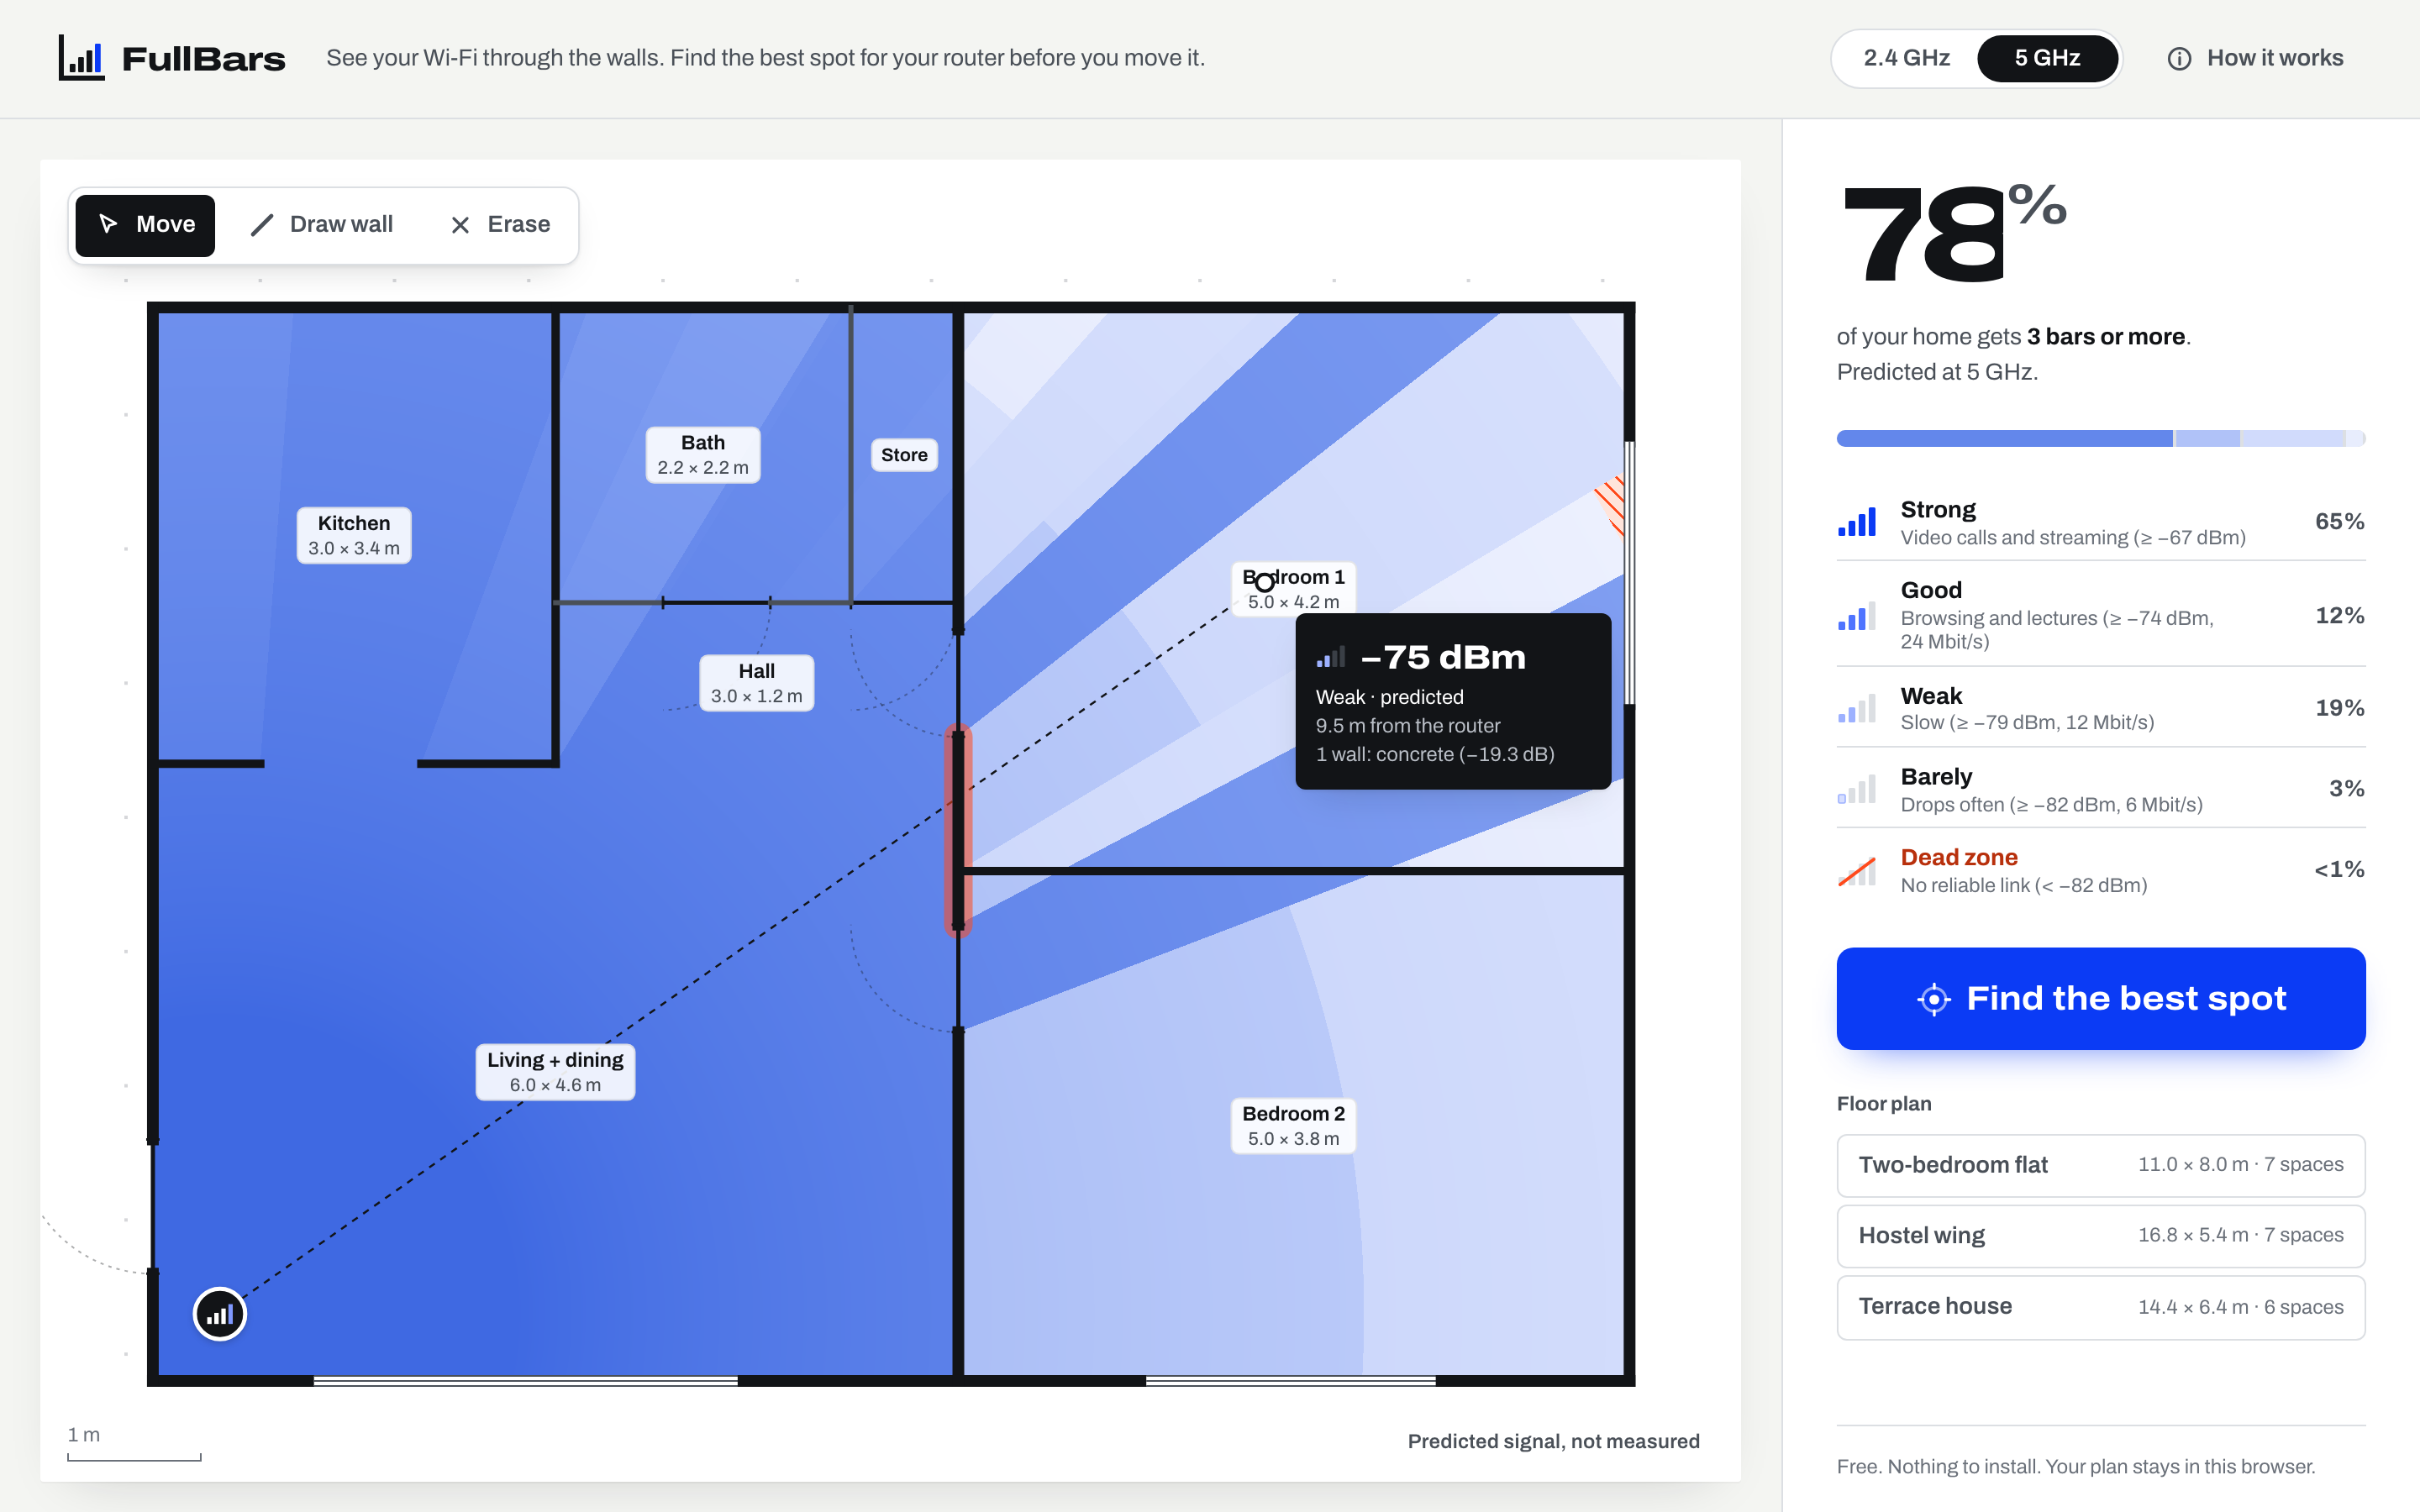 FullBars
See your Wi-Fi through the walls. Find the best spot for your router before you move it.
2.4 GHz
5 GHz
How it works
Move
Draw wall
Erase
Kitchen
3.0 × 3.4 m
Bath
2.2 × 2.2 m
Store
Hall
3.0 × 1.2 m
Bedroom 1
5.0 × 4.2 m
−75 dBm
Weak · predicted
9.5 m from the router
1 wall: concrete (−19.3 dB)
Living + dining
6.0 × 4.6 m
Bedroom 2
5.0 × 3.8 m
1 m
Predicted signal, not measured
78%
of your home gets 3 bars or more.
Predicted at 5 GHz.
Strong
Video calls and streaming (≥ −67 dBm)
65%
Good
Browsing and lectures (≥ −74 dBm,
24 Mbit/s)
12%
Weak
Slow (≥ −79 dBm, 12 Mbit/s)
19%
Barely
Drops often (≥ −82 dBm, 6 Mbit/s)
3%
Dead zone
No reliable link (< −82 dBm)
<1%
Find the best spot
Floor plan
Two-bedroom flat
11.0 × 8.0 m · 7 spaces
Hostel wing
16.8 × 5.4 m · 7 spaces
Terrace house
14.4 × 6.4 m · 6 spaces
Free. Nothing to install. Your plan stays in this browser.